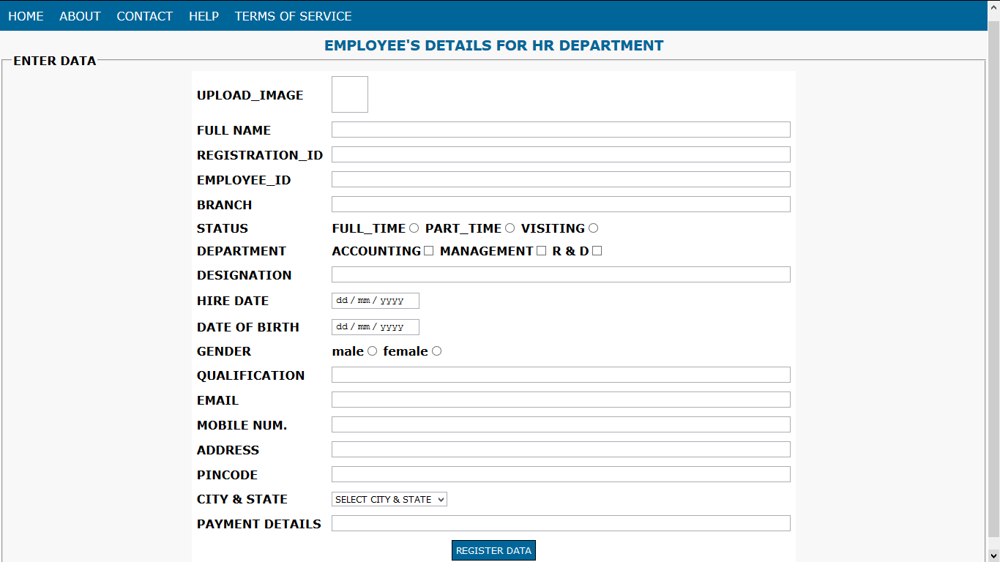 HOME ABOUT CONTACT HELP TERMS OF SERVICE
EMPLOYEE'S DETAILS FOR HR DEPARTMENT
ENTER DATA
UPLOAD_IMAGE
FULL NAME
REGISTRATION_ID
EMPLOYEE_ID
BRANCH
STATUS FULL_TIME PART_TIME VISITING
DEPARTMENT ACCOUNTING MANAGEMENT R & D
DESIGNATION
HIRE DATE dd / mm / yyyy
DATE OF BIRTH dd / mm / yyyy
GENDER male female
QUALIFICATION
EMAIL
MOBILE NUM.
ADDRESS
PINCODE
CITY & STATE SELECT CITY & STATE
PAYMENT DETAILS
REGISTER DATA